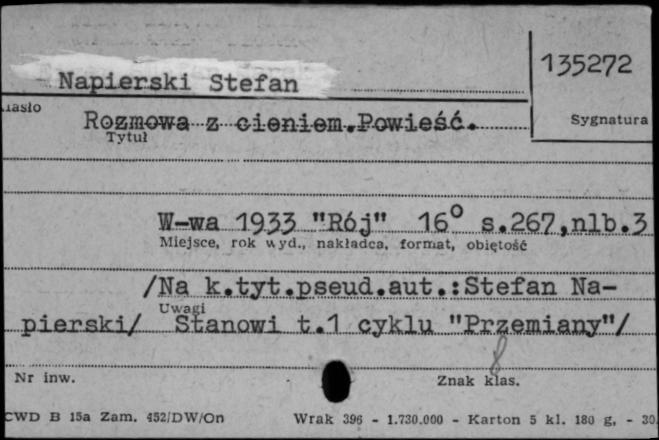 Napierski Stefan
135272
Hasło
Rozmowa z cieniem.Powieść.
Sygnatura
Tytuł
W-wa 1933 "Rój" 16° s.267,nlb.3
Miejsce, rok wyd., nakładca, format, objętość
/Na k.tyt.pseud.aut.:Stefan Na-
Uwagi
pierski/ Stanowi t.1 cyklu "Przemiany"/
8
Nr inw.
Znak klas.
CWD B 15a Zam. 452/DW/On Wrak 396 - 1.730.000 - Karton 5 kl. 180 g, - 30.